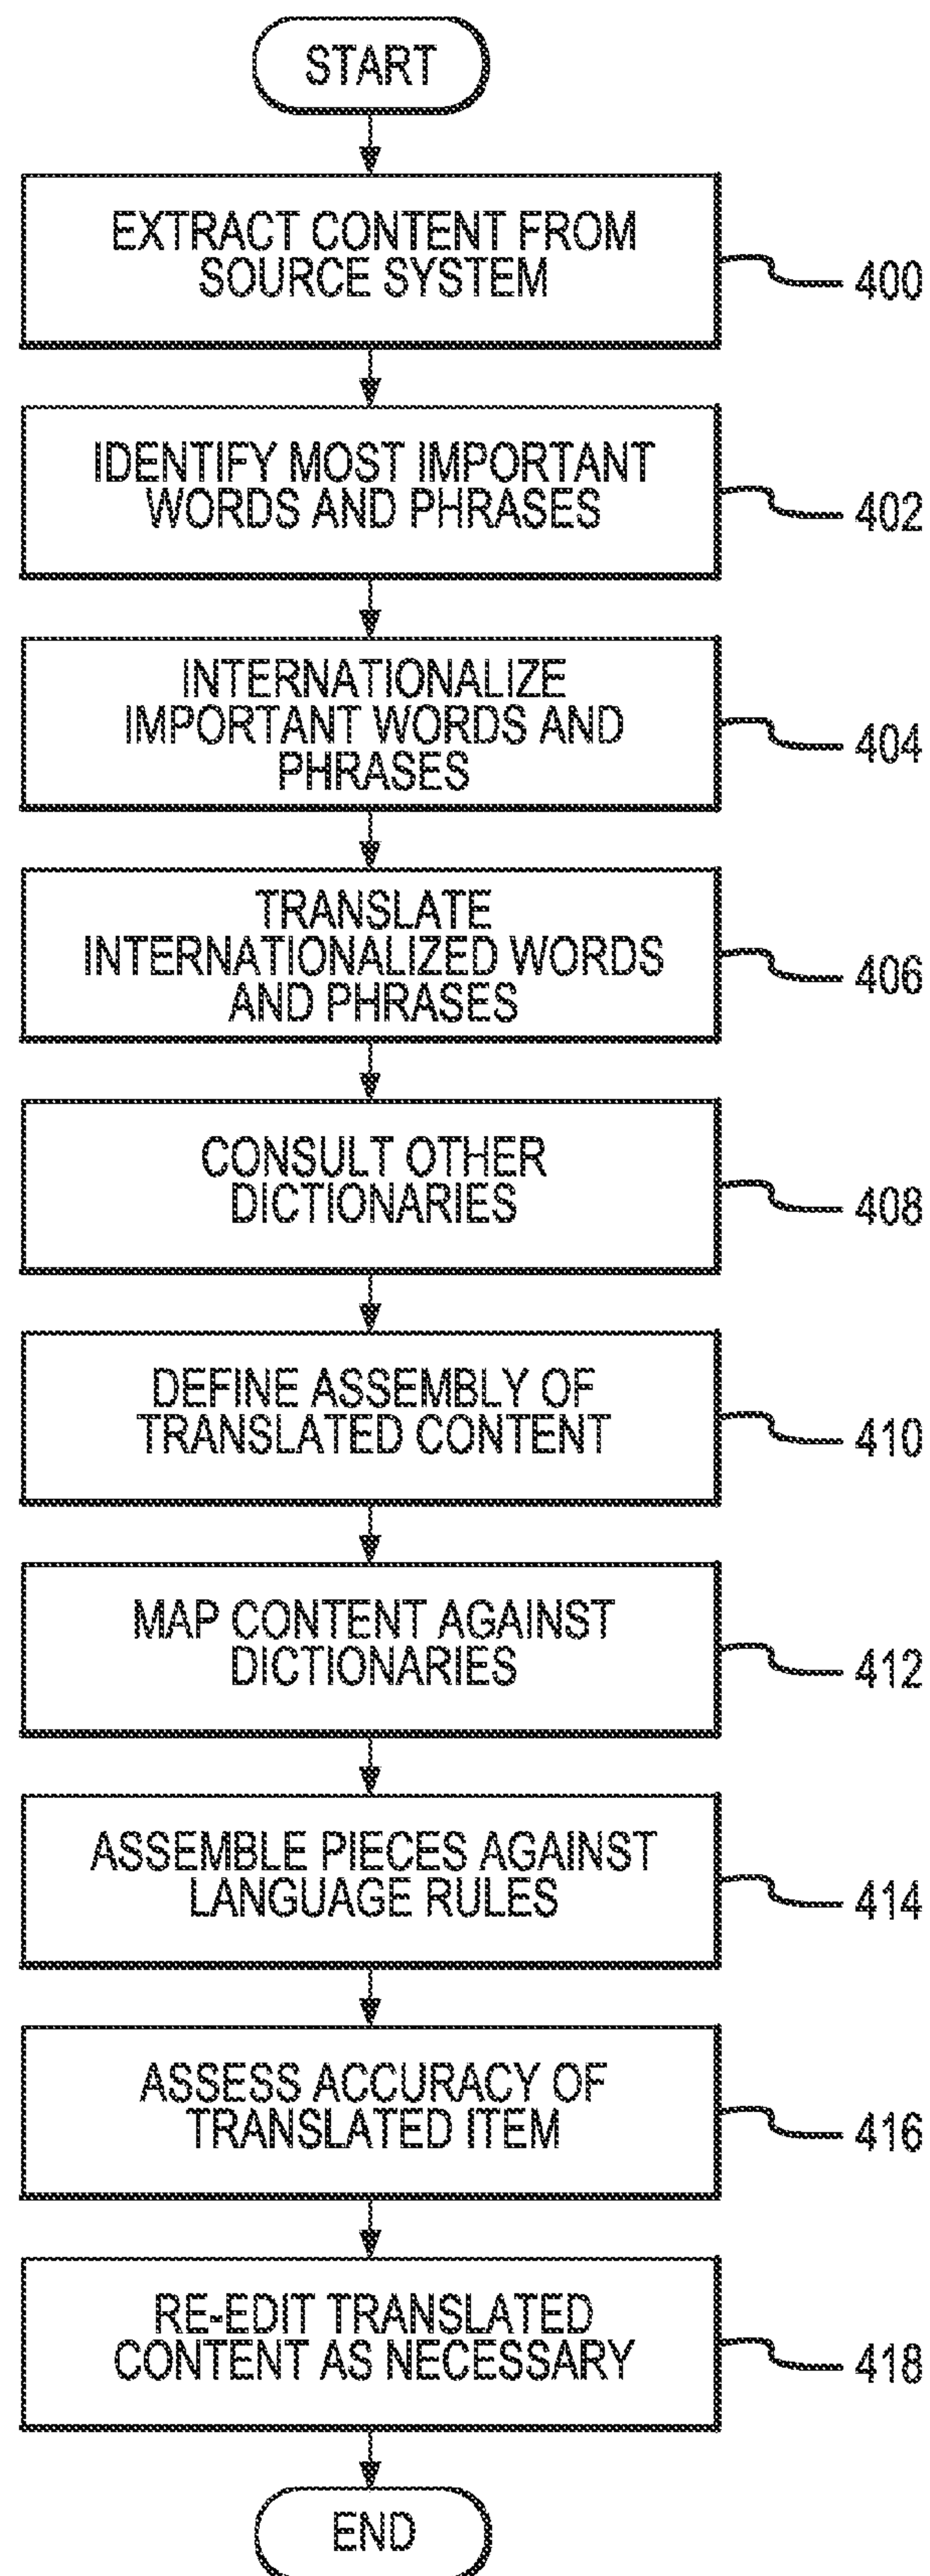 START
EXTRACT CONTENT FROM
SOURCE SYSTEM
400
IDENTIFY MOST IMPORTANT
WORDS AND PHRASES
402
INTERNATIONALIZE
IMPORTANT WORDS AND
PHRASES
404
TRANSLATE
INTERNATIONALIZED WORDS
AND PHRASES
406
CONSULT OTHER
DICTIONARIES
408
DEFINE ASSEMBLY OF
TRANSLATED CONTENT
410
MAP CONTENT AGAINST
DICTIONARIES
412
ASSEMBLE PIECES AGAINST
LANGUAGE RULES
414
ASSESS ACCURACY OF
TRANSLATED ITEM
416
RE-EDIT TRANSLATED
CONTENT AS NECESSARY
418
END